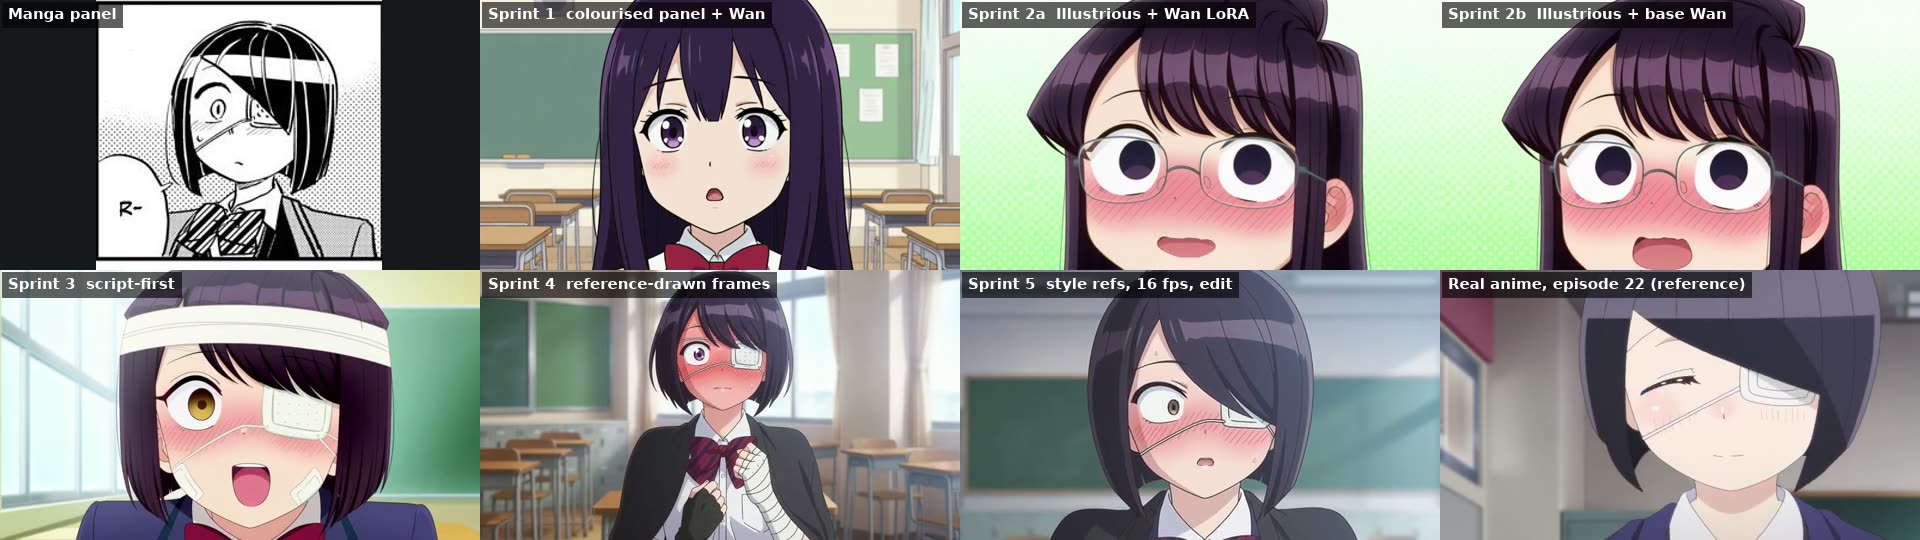 Manga panel
Sprint 1 colourised panel + Wan
Sprint 2a Illustrious + Wan LoRA
Sprint 2b Illustrious + base Wan
R-
Sprint 3 script-first
Sprint 4 reference-drawn frames
Sprint 5 style refs, 16 fps, edit
Real anime, episode 22 (reference)